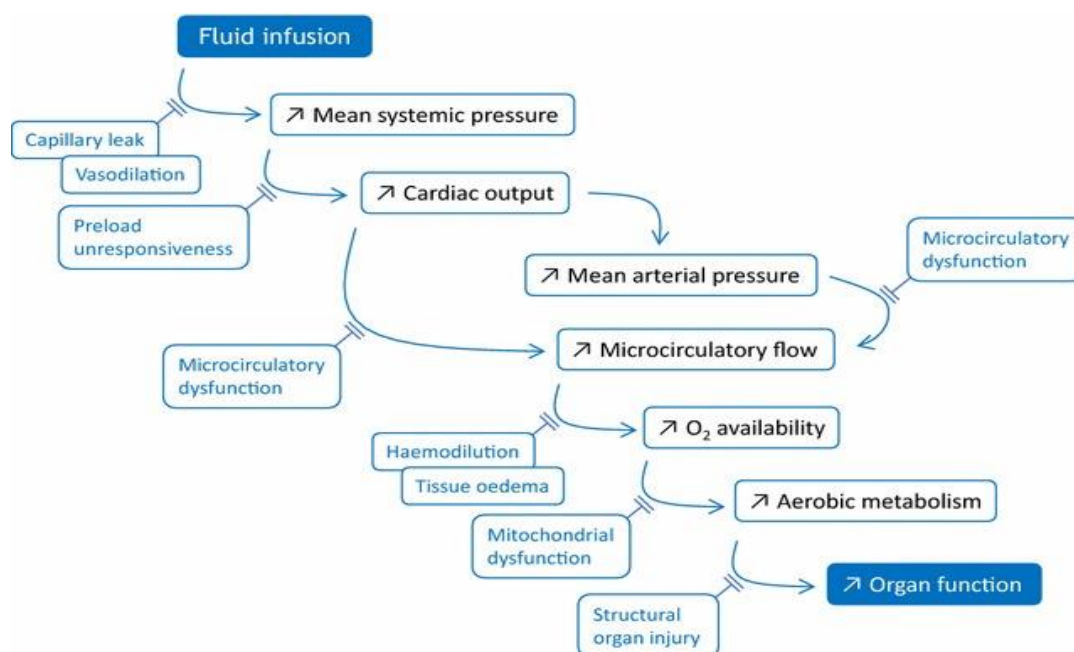 Fluid infusion
↗ Mean systemic pressure
Capillary leak
Vasodilation
↗ Cardiac output
Preload
unresponsiveness
Microcirculatory
dysfunction
↗ Mean arterial pressure
↗ Microcirculatory flow
Microcirculatory
dysfunction
↗ O₂ availability
Haemodilution
Tissue oedema
↗ Aerobic metabolism
Mitochondrial
dysfunction
↗ Organ function
Structural
organ injury